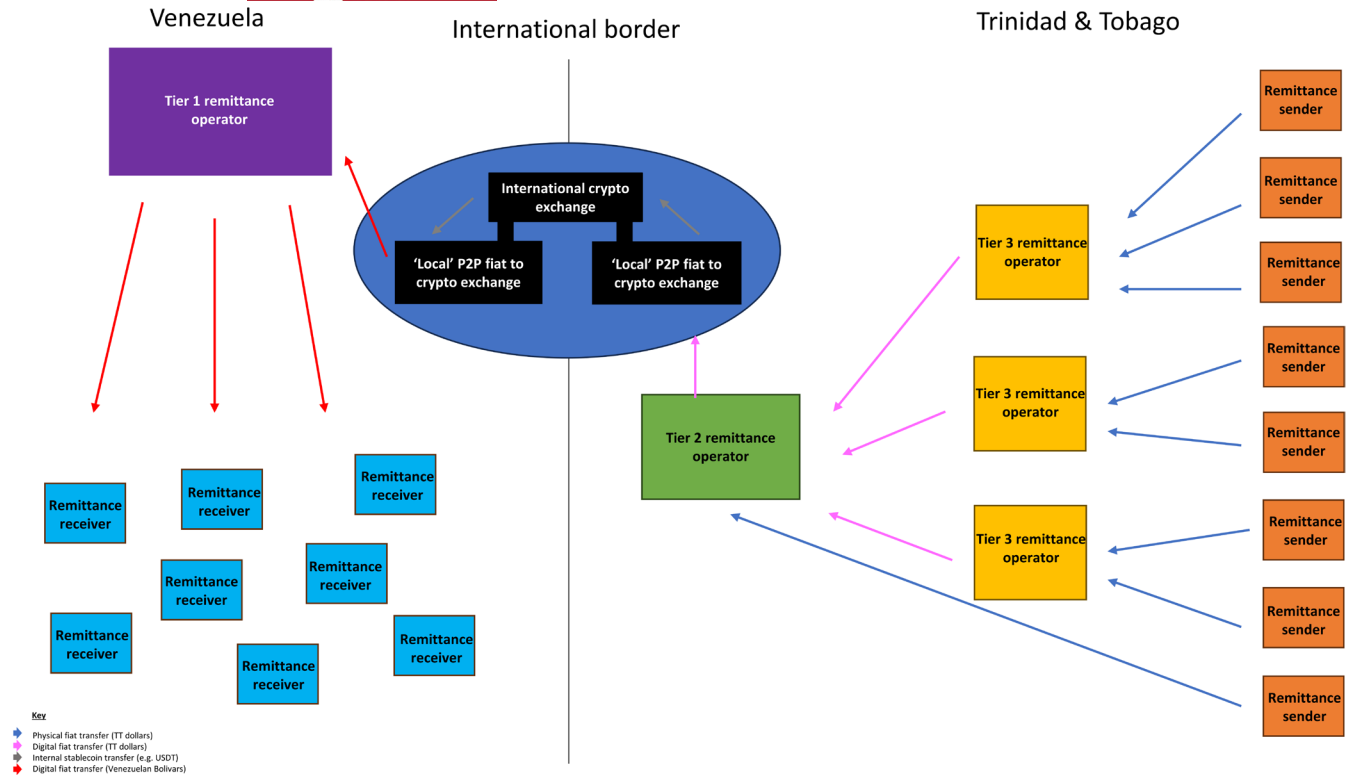 Venezuela
International border
Trinidad & Tobago
Tier 1 remittance
operator
International crypto
exchange
‘Local’ P2P fiat to
crypto exchange
‘Local’ P2P fiat to
crypto exchange
Tier 2 remittance
operator
Tier 3 remittance
operator
Tier 3 remittance
operator
Tier 3 remittance
operator
Remittance
sender
Remittance
sender
Remittance
sender
Remittance
sender
Remittance
sender
Remittance
sender
Remittance
sender
Remittance
sender
Remittance
receiver
Remittance
receiver
Remittance
receiver
Remittance
receiver
Remittance
receiver
Remittance
receiver
Remittance
receiver
Remittance
receiver
Key
Physical fiat transfer (TT dollars)
Digital fiat transfer (TT dollars)
Internal stablecoin transfer (e.g. USDT)
Digital fiat transfer (Venezuelan Bolivars)